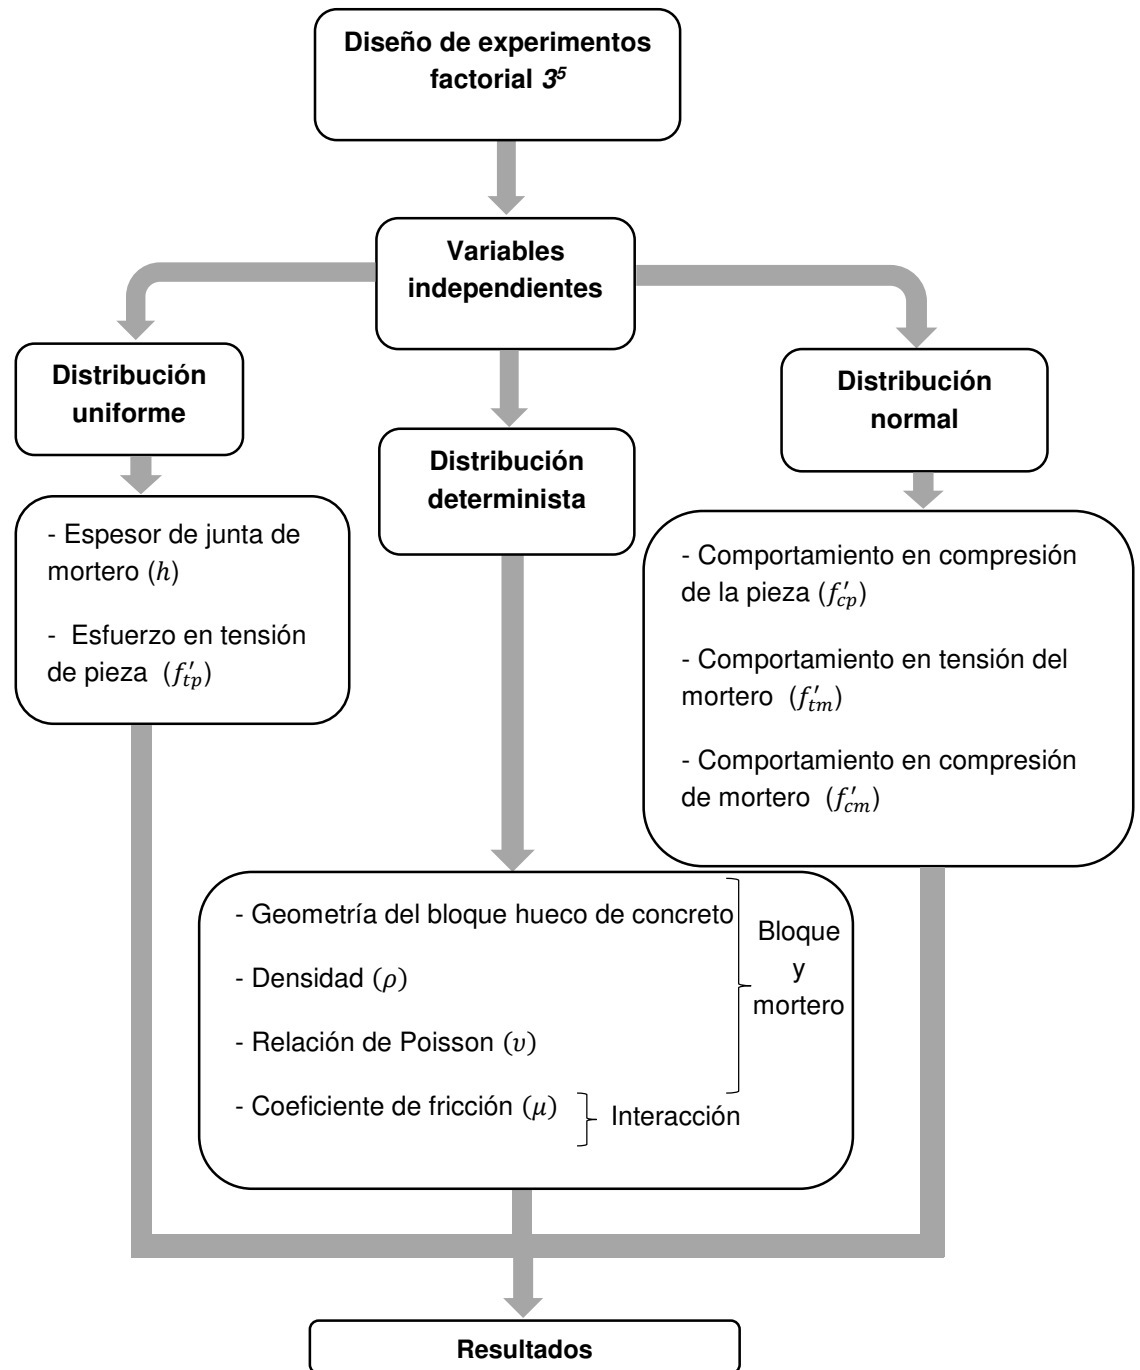 Diseño de experimentos
factorial 3⁵
Variables
independientes
Distribución
uniforme
Distribución
determinista
Distribución
normal
- Espesor de junta de
mortero (h)
- Esfuerzo en tensión
de pieza (f′tp)
- Comportamiento en compresión
de la pieza (f′cp)
- Comportamiento en tensión del
mortero (f′tm)
- Comportamiento en compresión
de mortero (f′cm)
- Geometría del bloque hueco de concreto
- Densidad (ρ)
- Relación de Poisson (υ)
Bloque
y
mortero
- Coeficiente de fricción (μ)
Interacción
Resultados